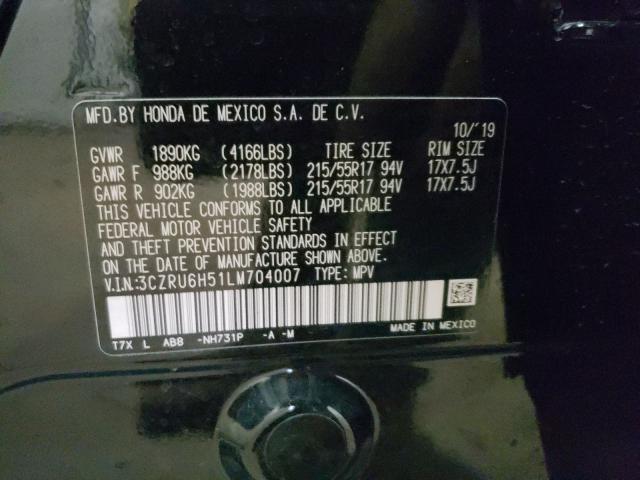 MFD.BY HONDA DE MEXICO S.A. DE C.V.
10/'19
GVWR 1890KG (4166LBS) TIRE SIZE RIM SIZE
GAWR F 988KG (2178LBS) 215/55R17 94V 17X7.5J
GAWR R 902KG (1988LBS) 215/55R17 94V 17X7.5J
THIS VEHICLE CONFORMS TO ALL APPLICABLE
FEDERAL MOTOR VEHICLE SAFETY
AND THEFT PREVENTION STANDARDS IN EFFECT
ON THE DATE OF MANUFACTURE SHOWN ABOVE.
V.I.N.:3CZRU6H51LM704007 TYPE: MPV
T7X L AB8 -NH731P -A -M
MADE IN MEXICO